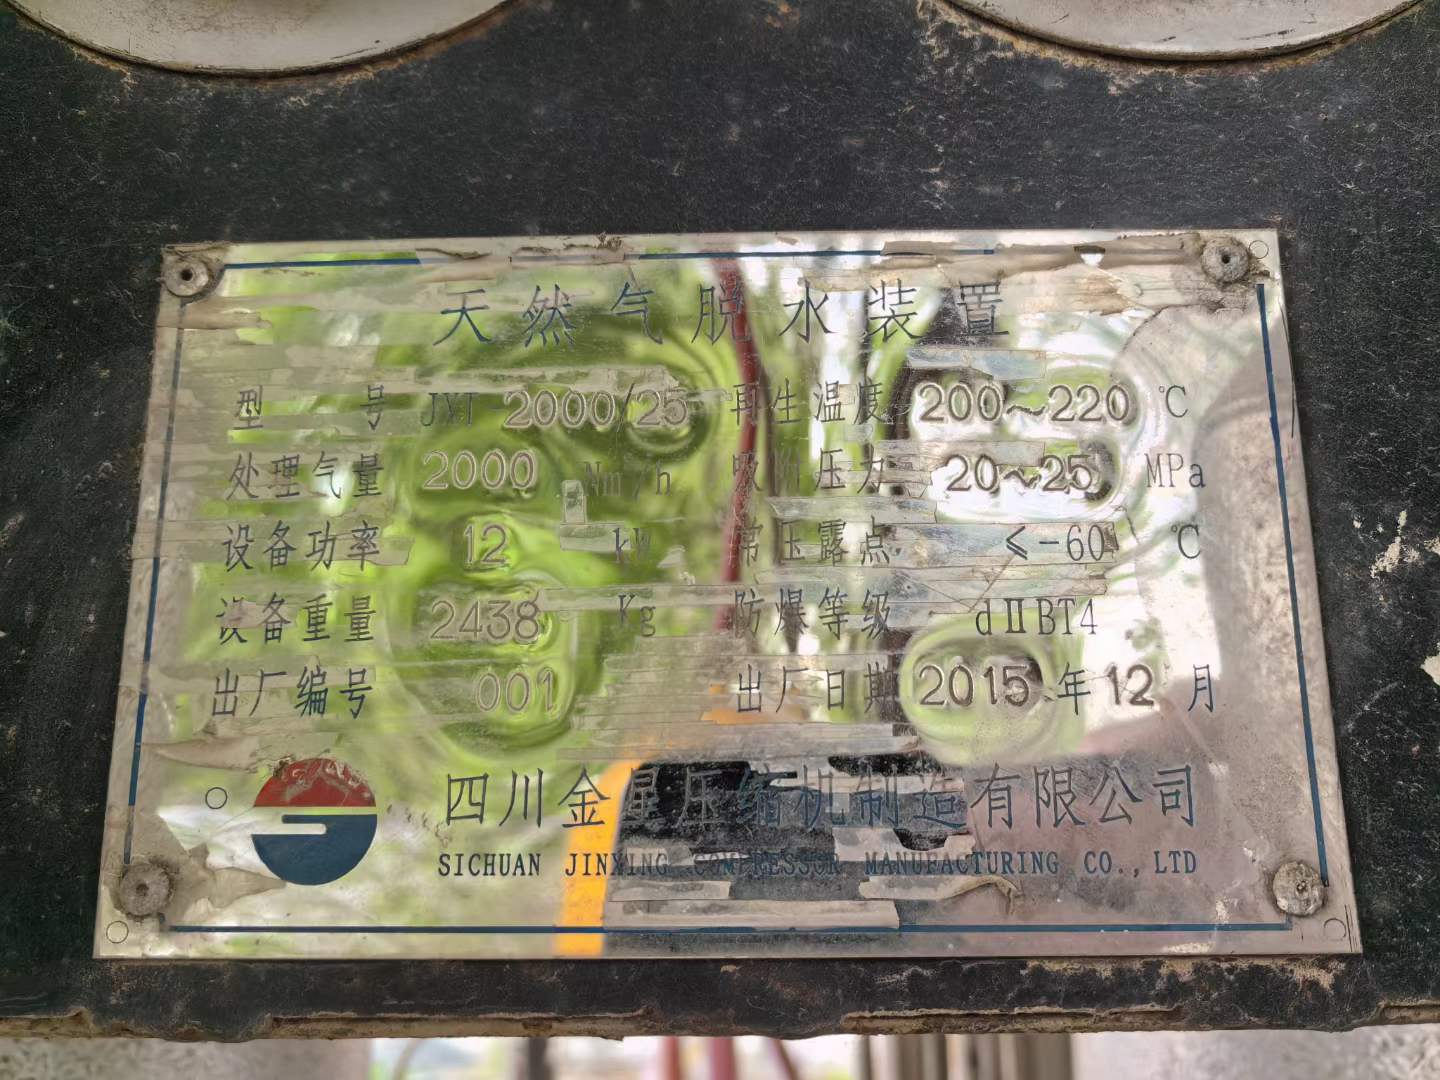 天然气脱水装置
型 号 JXT-2000/25 再生温度 200~220 ℃
处理气量 2000 Nm/h 吸附压力 20~25 MPa
设备功率 12 kW 常压露点 ≤-60 ℃
设备重量 2438 Kg 防爆等级 dⅡBT4
出厂编号 001 出厂日期 2015 年 12 月
四川金星压缩机制造有限公司
SICHUAN JINXING COMPRESSOR MANUFACTURING CO.,LTD